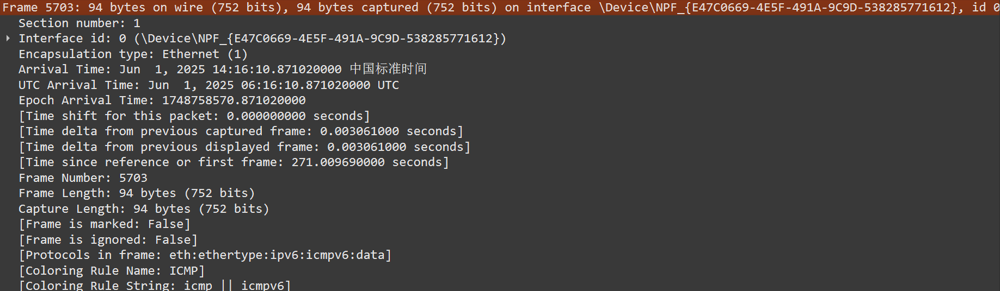 Frame 5703: 94 bytes on wire (752 bits), 94 bytes captured (752 bits) on interface \Device\NPF_{E47C0669-4E5F-491A-9C9D-538285771612}, id 0
Section number: 1
Interface id: 0 (\Device\NPF_{E47C0669-4E5F-491A-9C9D-538285771612})
Encapsulation type: Ethernet (1)
Arrival Time: Jun  1, 2025 14:16:10.871020000 中国标准时间
UTC Arrival Time: Jun  1, 2025 06:16:10.871020000 UTC
Epoch Arrival Time: 1748758570.871020000
[Time shift for this packet: 0.000000000 seconds]
[Time delta from previous captured frame: 0.003061000 seconds]
[Time delta from previous displayed frame: 0.003061000 seconds]
[Time since reference or first frame: 271.009690000 seconds]
Frame Number: 5703
Frame Length: 94 bytes (752 bits)
Capture Length: 94 bytes (752 bits)
[Frame is marked: False]
[Frame is ignored: False]
[Protocols in frame: eth:ethertype:ipv6:icmpv6:data]
[Coloring Rule Name: ICMP]
[Coloring Rule String: icmp || icmpv6]